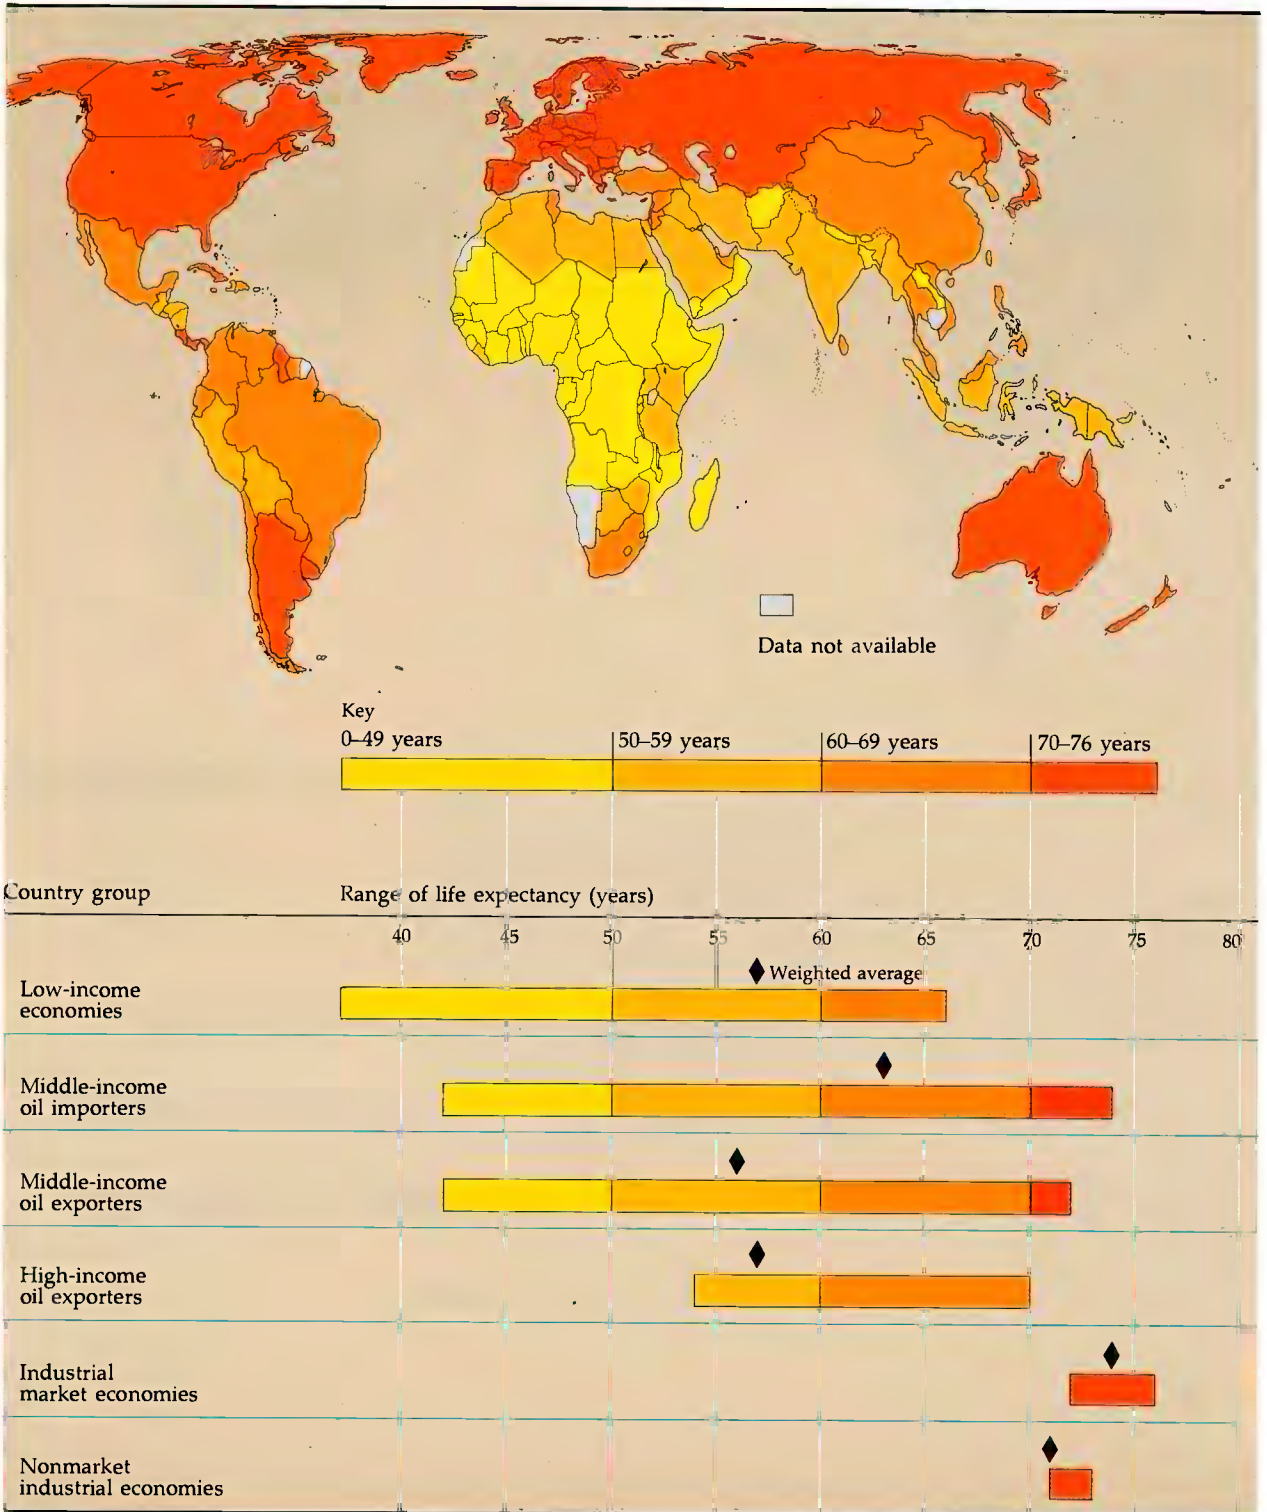 Data not available
Key
0–49 years 50–59 years 60–69 years 70–76 years
Country group Range of life expectancy (years)
40 45 50 55 60 65 70 75 80
Weighted average
Low-income
economies
Middle-income
oil importers
Middle-income
oil exporters
High-income
oil exporters
Industrial
market economies
Nonmarket
industrial economies